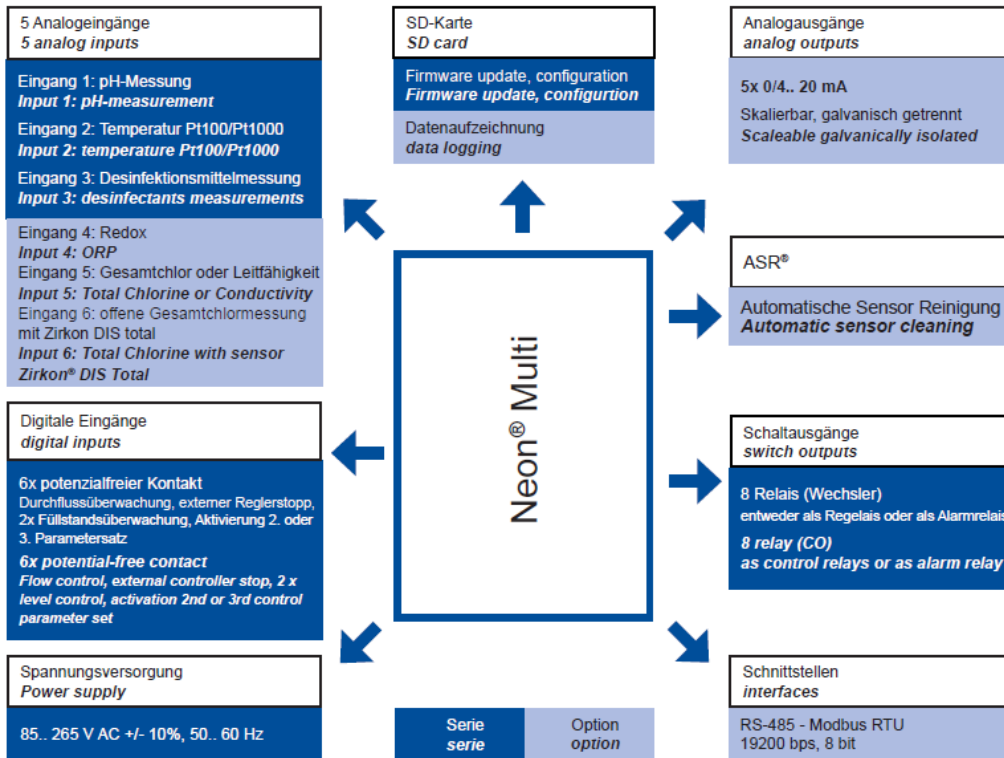 5 Analogeingänge
5 analog inputs
Eingang 1: pH-Messung
Input 1: pH-measurement
Eingang 2: Temperatur Pt100/Pt1000
Input 2: temperature Pt100/Pt1000
Eingang 3: Desinfektionsmittelmessung
Input 3: desinfectants measurements
Eingang 4: Redox
Input 4: ORP
Eingang 5: Gesamtchlor oder Leitfähigkeit
Input 5: Total Chlorine or Conductivity
Eingang 6: offene Gesamtchlormessung
mit Zirkon DIS total
Input 6: Total Chlorine with sensor
Zirkon® DIS Total
Digitale Eingänge
digital inputs
6x potenzialfreier Kontakt
Durchflussüberwachung, externer Reglerstopp,
2x Füllstandsüberwachung, Aktivierung 2. oder
3. Parametersatz
6x potential-free contact
Flow control, external controller stop, 2 x
level control, activation 2nd or 3rd control
parameter set
Spannungsversorgung
Power supply
85.. 265 V AC +/- 10%, 50.. 60 Hz
SD-Karte
SD card
Firmware update, configuration
Firmware update, configurtion
Datenaufzeichnung
data logging
Neon® Multi
Serie
serie
Option
option
Analogausgänge
analog outputs
5x 0/4.. 20 mA
Skalierbar, galvanisch getrennt
Scaleable galvanically isolated
ASR®
Automatische Sensor Reinigung
Automatic sensor cleaning
Schaltausgänge
switch outputs
8 Relais (Wechsler)
entweder als Regelais oder als Alarmrelais
8 relay (CO)
as control relays or as alarm relay
Schnittstellen
interfaces
RS-485 - Modbus RTU
19200 bps, 8 bit